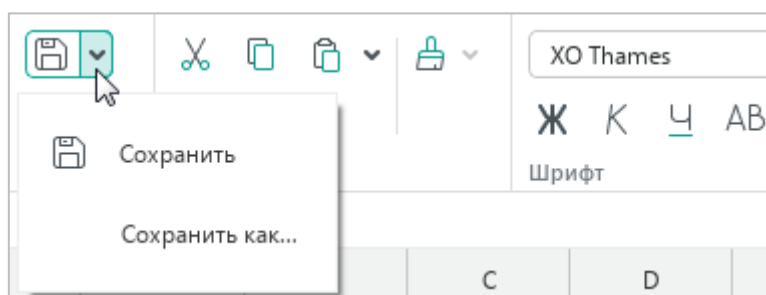 XO Thames
Ж К Ч АВ
Шрифт
Сохранить
Сохранить как...
C D